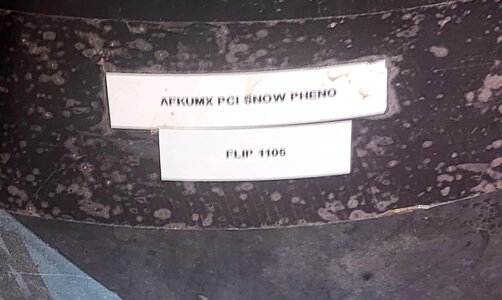 AFKUMX PCI SNOW PHENO
FLIP 1105